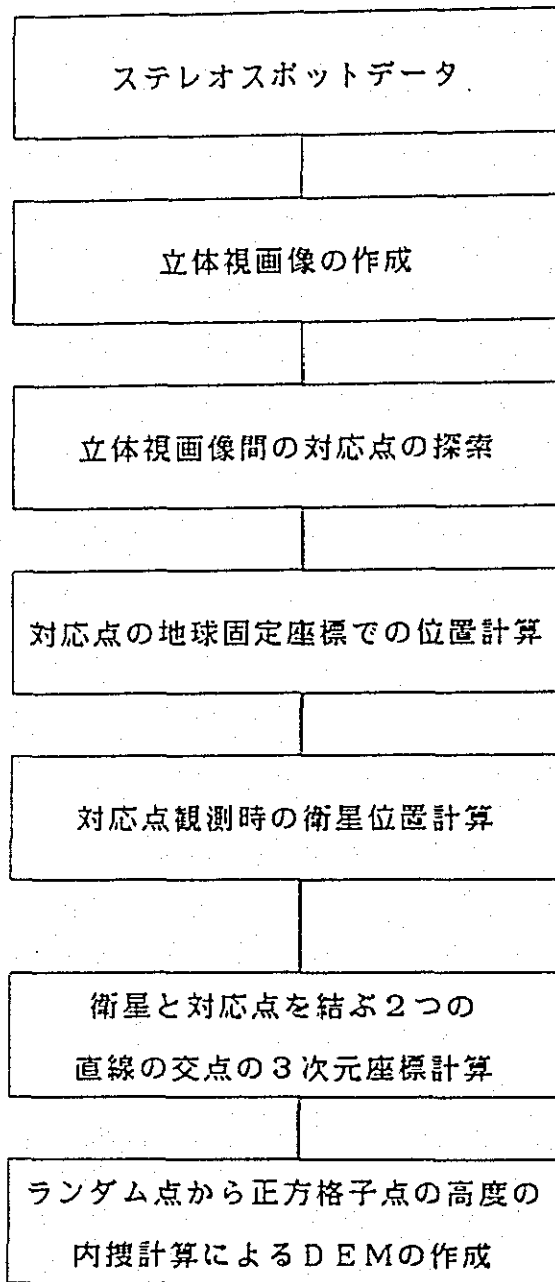 ステレオスポットデータ
立体視画像の作成
立体視画像間の対応点の探索
対応点の地球固定座標での位置計算
対応点観測時の衛星位置計算
衛星と対応点を結ぶ2つの
直線の交点の3次元座標計算
ランダム点から正方格子点の高度の
内捜計算によるDEMの作成